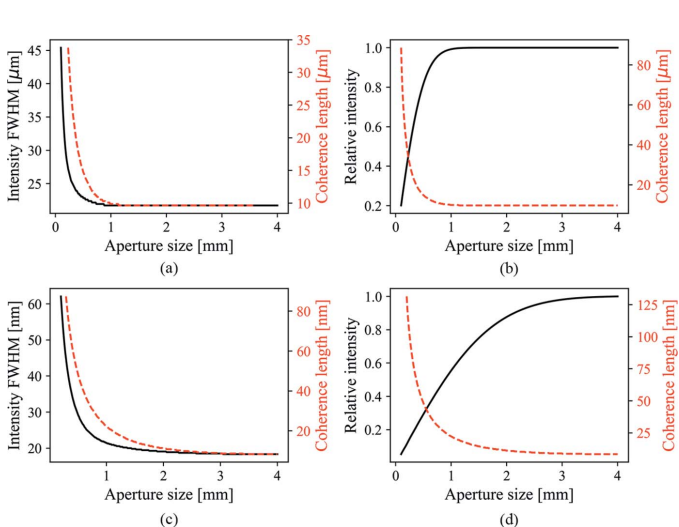 45
40
35
30
25
Intensity FWHM [μm]
35
30
25
20
15
10
Coherence length [μm]
0 1 2 3 4
Aperture size [mm]
(a)
1.0
0.8
0.6
0.4
0.2
Relative intensity
80
60
40
20
Coherence length [μm]
0 1 2 3 4
Aperture size [mm]
(b)
60
50
40
30
20
Intensity FWHM [nm]
80
60
40
20
Coherence length [nm]
1 2 3 4
Aperture size [mm]
(c)
1.0
0.8
0.6
0.4
0.2
Relative intensity
125
100
75
50
25
Coherence length [nm]
0 1 2 3 4
Aperture size [mm]
(d)